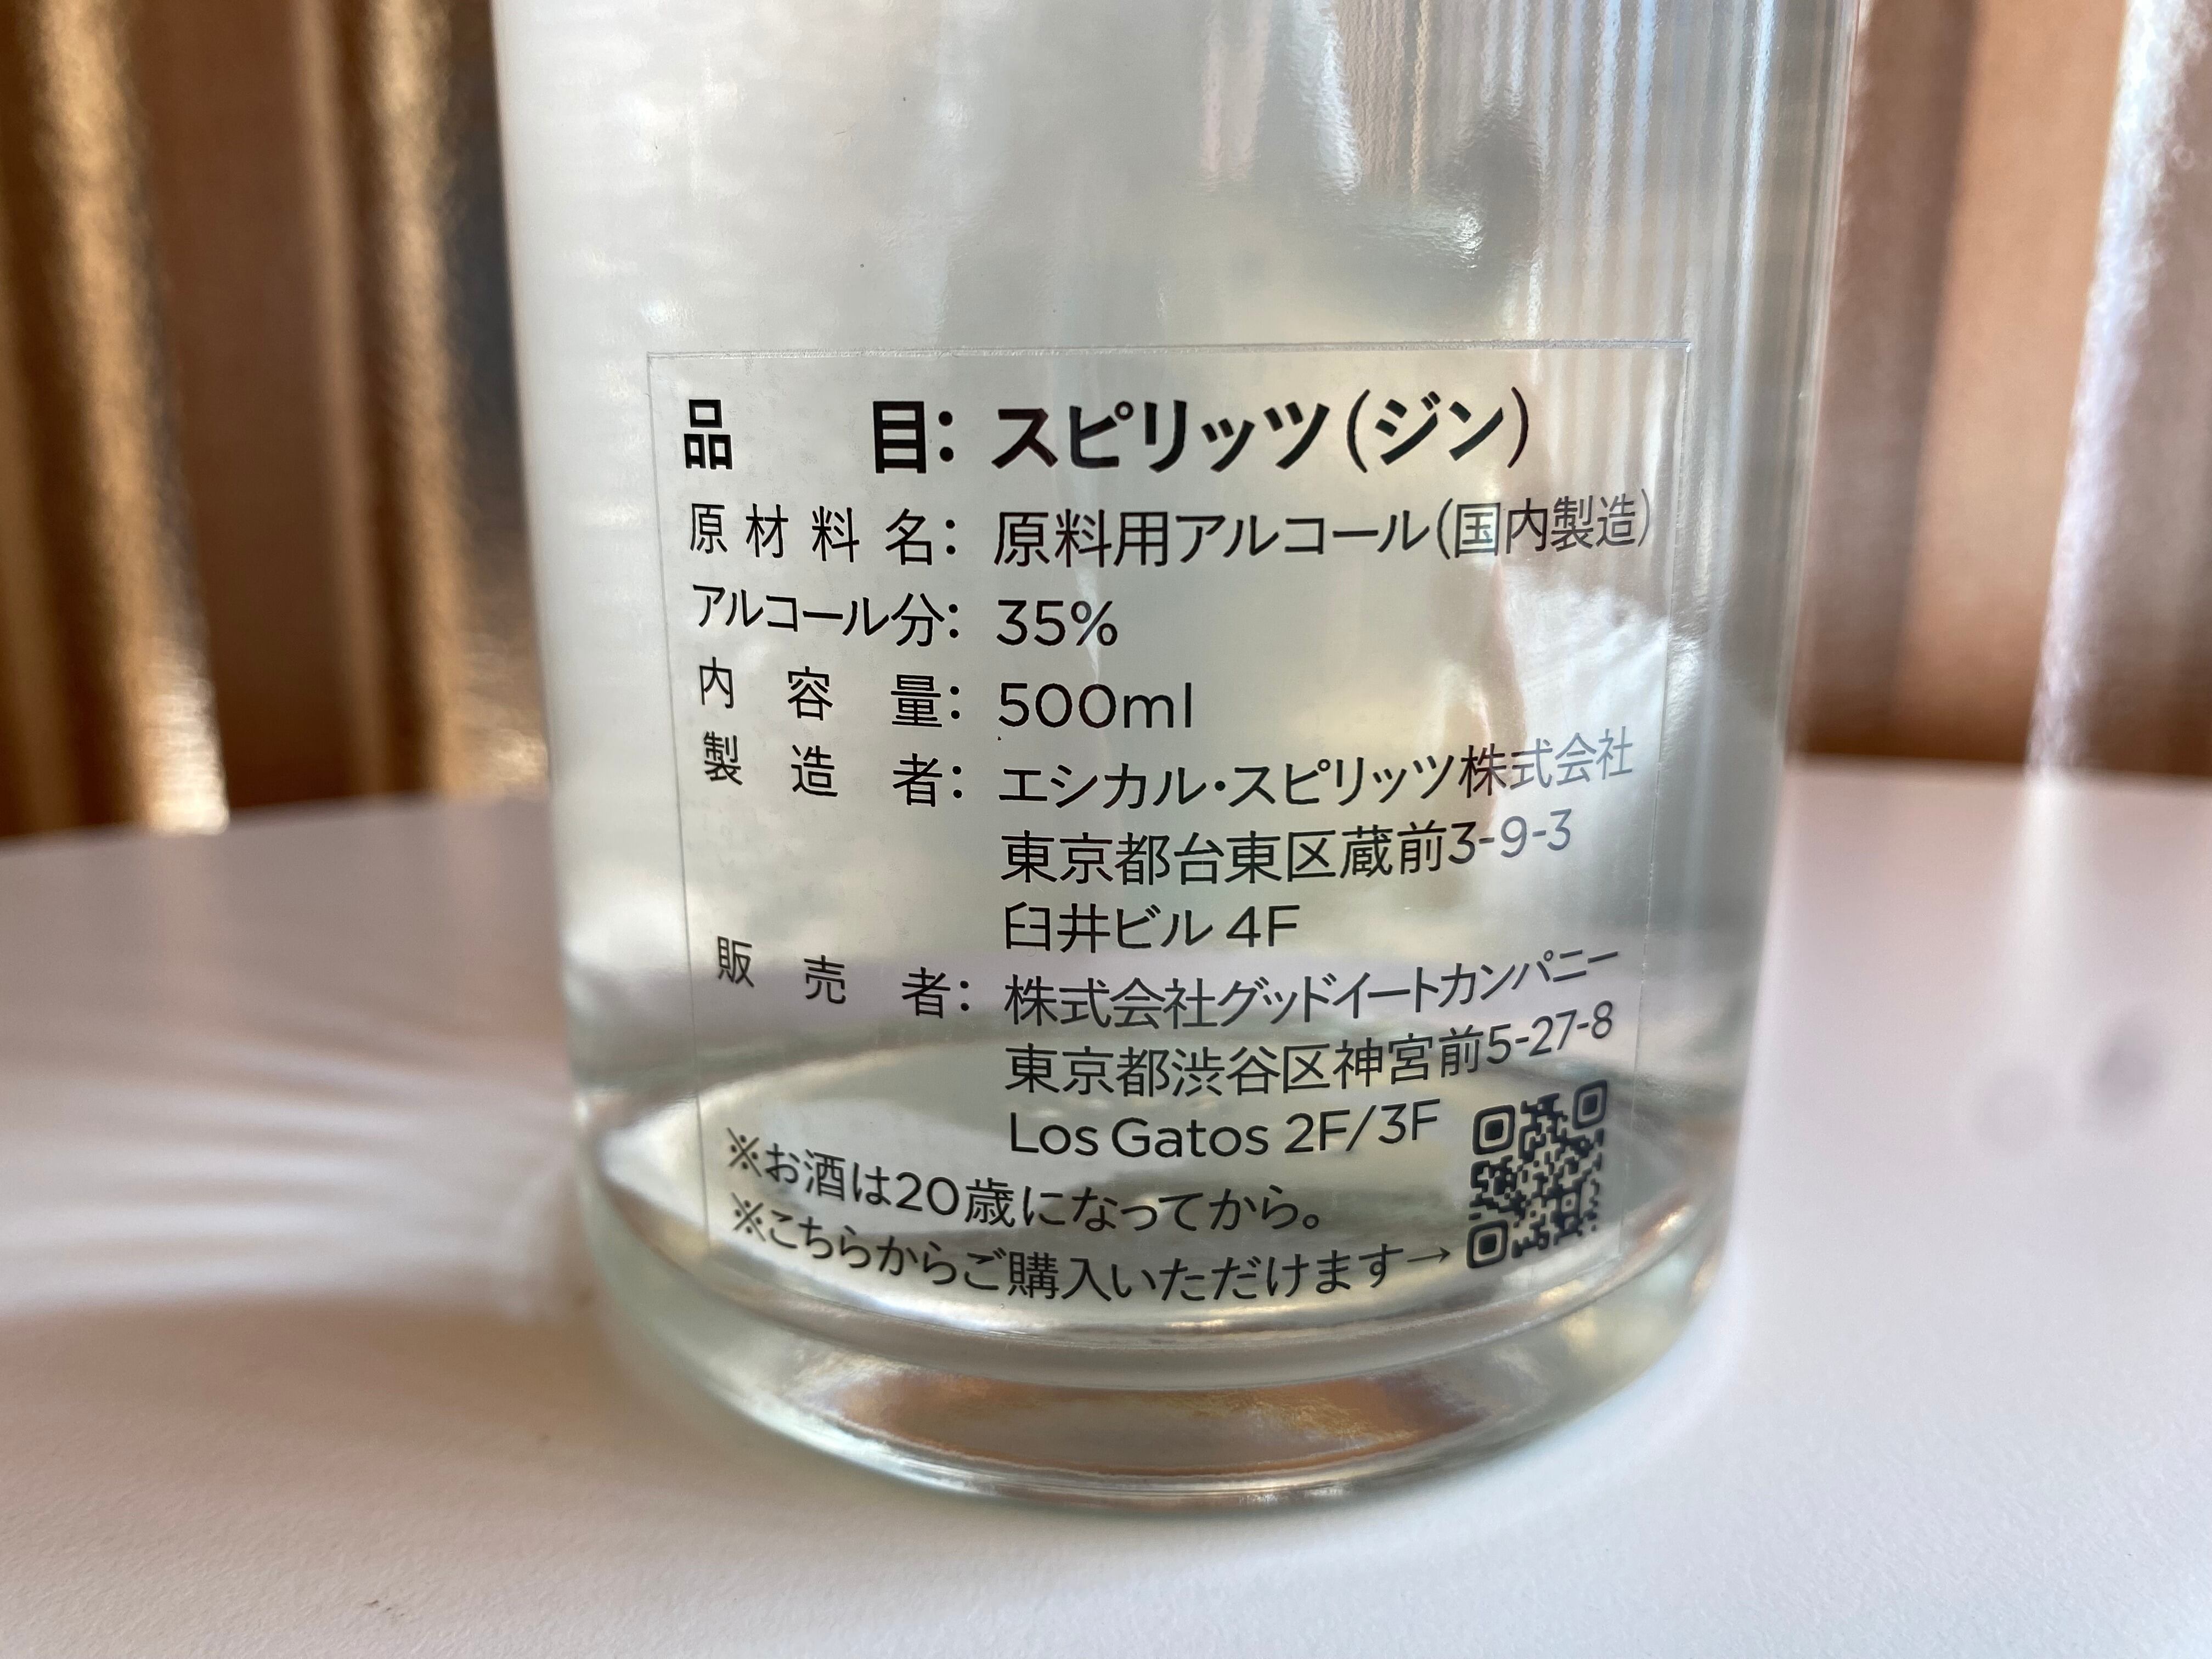 品目：スピリッツ（ジン）
原材料名：原料用アルコール（国内製造）
アルコール分：35%
内容量：500ml
製造者：エシカル・スピリッツ株式会社
東京都台東区蔵前3-9-3
臼井ビル 4F
販売者：株式会社グッドイートカンパニー
東京都渋谷区神宮前5-27-8
Los Gatos 2F/3F
※お酒は20歳になってから。
※こちらからご購入いただけます→